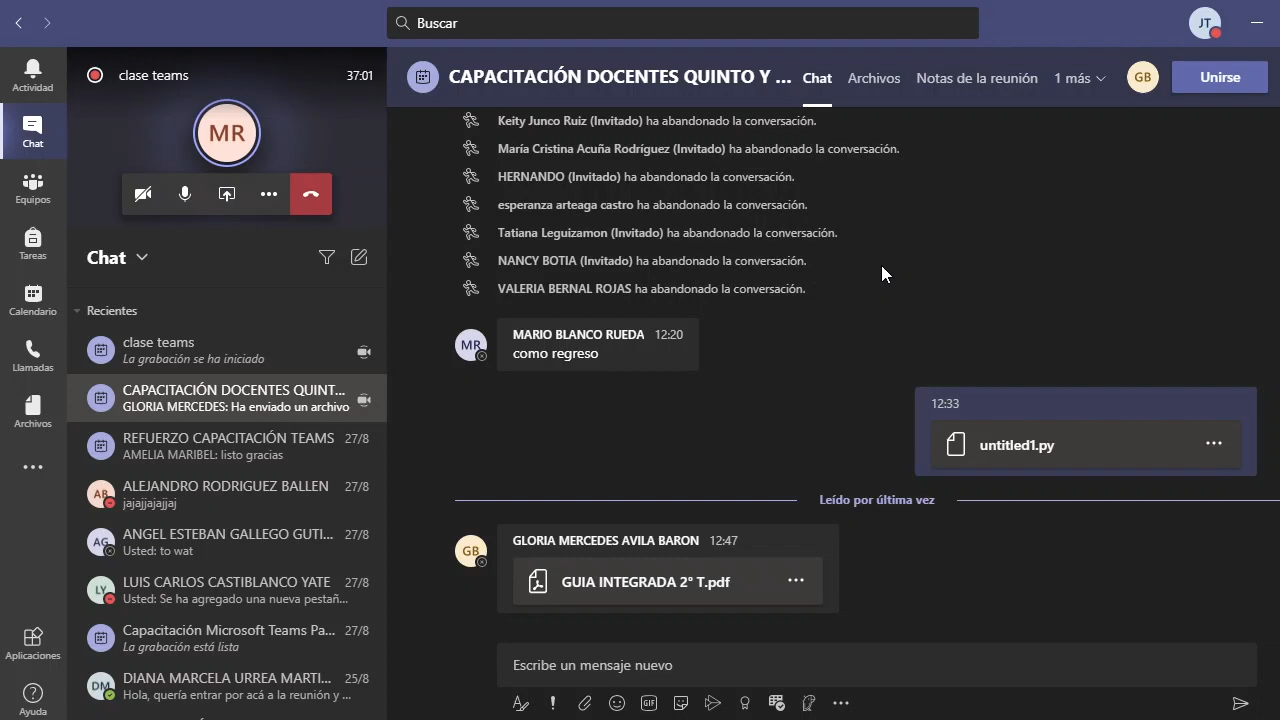 Buscar
JT
Actividad
Chat
Equipos
Tareas
Calendario
Llamadas
Archivos
Aplicaciones
Ayuda
clase teams
37:01
MR
Chat
Recientes
clase teams
La grabación se ha iniciado
CAPACITACIÓN DOCENTES QUINT...
GLORIA MERCEDES: Ha enviado un archivo
REFUERZO CAPACITACIÓN TEAMS 27/8
AMELIA MARIBEL: listo gracias
AB
ALEJANDRO RODRIGUEZ BALLEN 27/8
jajajjajajjaj
AG
ANGEL ESTEBAN GALLEGO GUTI... 27/8
Usted: to wat
LY
LUIS CARLOS CASTIBLANCO YATE 27/8
Usted: Se ha agregado una nueva pestañ...
Capacitación Microsoft Teams Pa... 27/8
La grabación está lista
DM
DIANA MARCELA URREA MARTI... 25/8
Hola, quería entrar por acá a la reunión y ...
CAPACITACIÓN DOCENTES QUINTO Y ...
Chat
Archivos
Notas de la reunión
1 más
GB
Unirse
Keity Junco Ruiz (Invitado) ha abandonado la conversación.
María Cristina Acuña Rodríguez (Invitado) ha abandonado la conversación.
HERNANDO (Invitado) ha abandonado la conversación.
esperanza arteaga castro ha abandonado la conversación.
Tatiana Leguizamon (Invitado) ha abandonado la conversación.
NANCY BOTIA (Invitado) ha abandonado la conversación.
VALERIA BERNAL ROJAS ha abandonado la conversación.
MR
MARIO BLANCO RUEDA 12:20
como regreso
12:33
untitled1.py
Leído por última vez
GB
GLORIA MERCEDES AVILA BARON 12:47
GUIA INTEGRADA 2° T.pdf
Escribe un mensaje nuevo
GIF